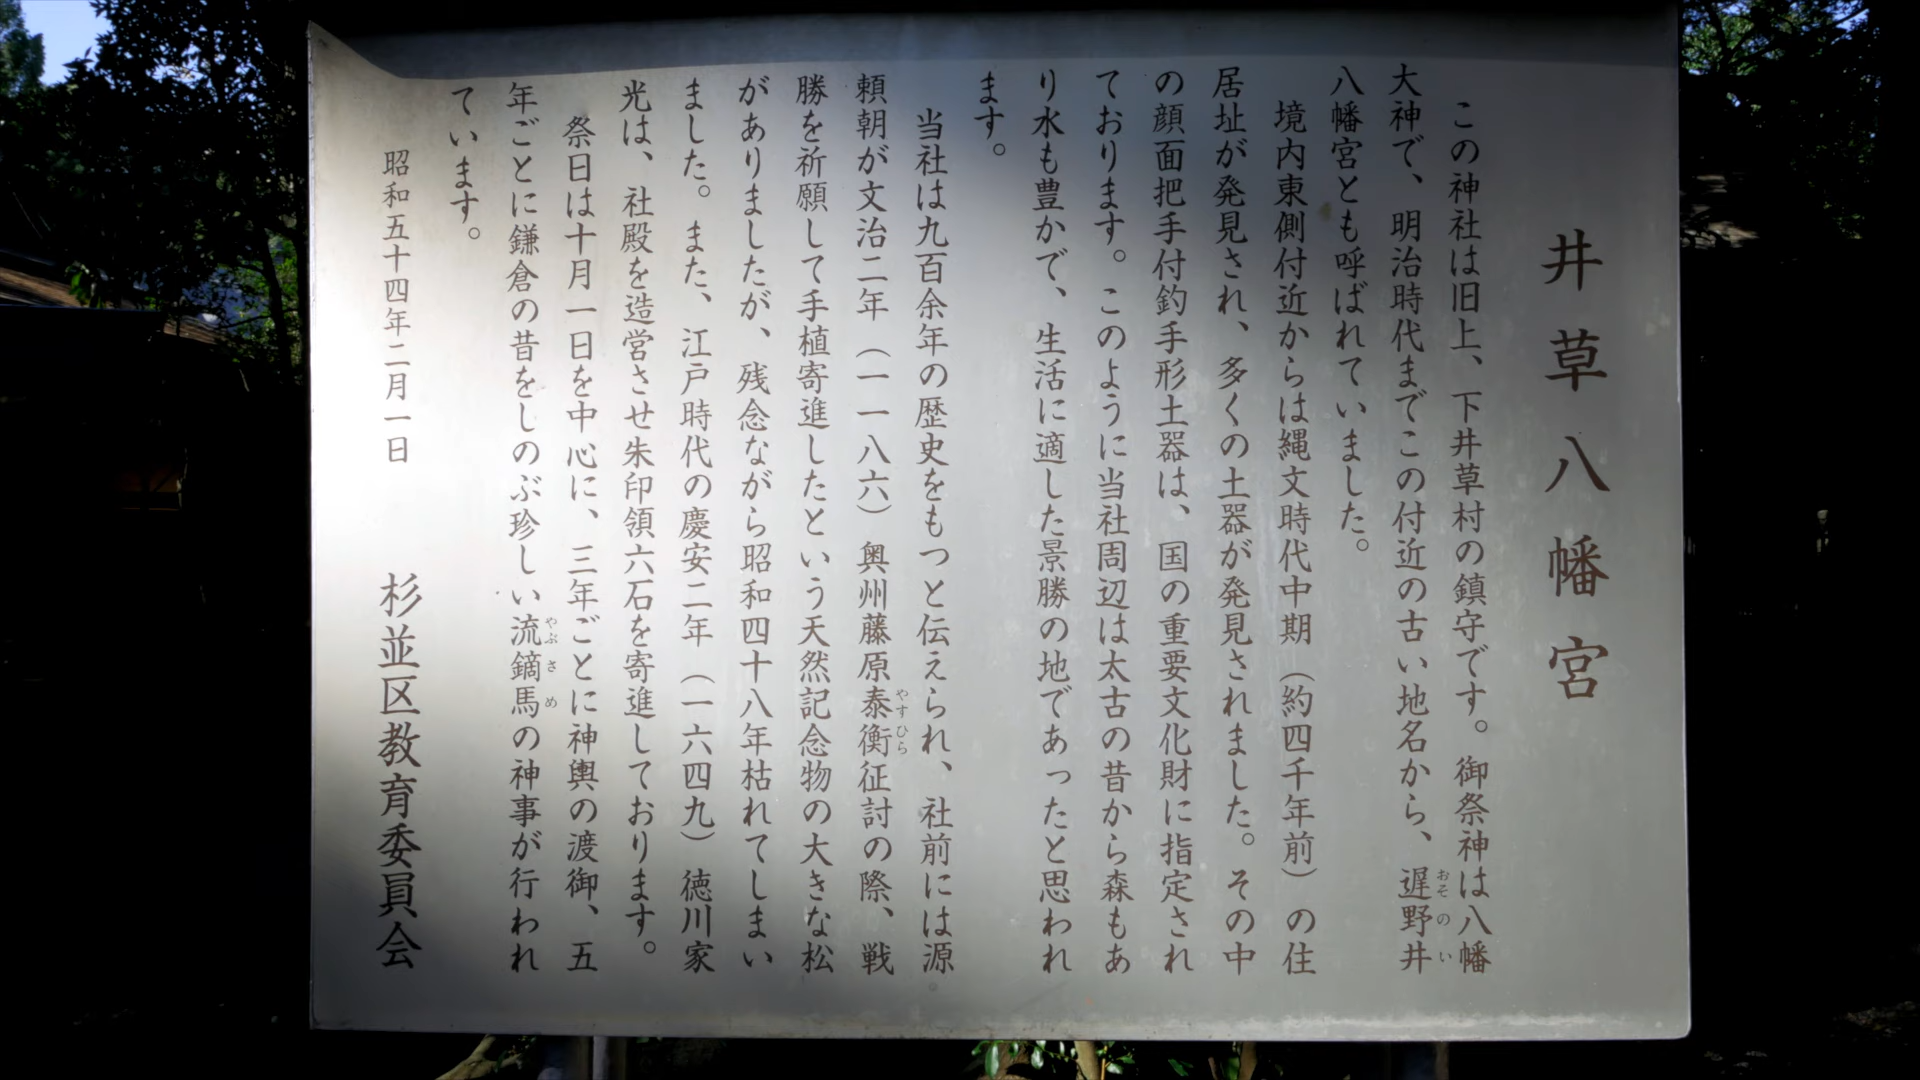 井草八幡宮
この神社は旧上、下井草村の鎮守です。御祭神は八幡
大神で、明治時代までこの付近の古い地名から、遅野井
おそのい
八幡宮とも呼ばれていました。
境内東側付近からは縄文時代中期（約四千年前）の住
居址が発見され、多くの土器が発見されました。その中
の顔面把手付釣手形土器は、国の重要文化財に指定され
ております。このように当社周辺は太古の昔から森もあ
り水も豊かで、生活に適した景勝の地であったと思われ
ます。
当社は九百余年の歴史をもつと伝えられ、社前には源
頼朝が文治二年（一一八六）奥州藤原泰衡征討の際、戦
やすひら
勝を祈願して手植寄進したという天然記念物の大きな松
がありましたが、残念ながら昭和四十八年枯れてしまい
ました。また、江戸時代の慶安二年（一六四九）徳川家
光は、社殿を造営させ朱印領六石を寄進しております。
祭日は十月一日を中心に、三年ごとに神輿の渡御、五
年ごとに鎌倉の昔をしのぶ珍しい流鏑馬の神事が行われ
やぶさめ
ています。
昭和五十四年二月一日
杉並区教育委員会